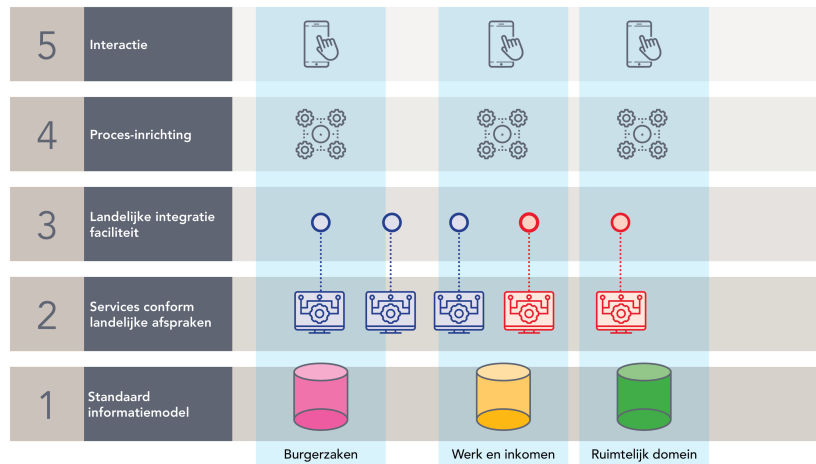 5
Interactie
4
Proces-inrichting
3
Landelijke integratie
faciliteit
2
Services conform
landelijke afspraken
1
Standaard
informatiemodel
Burgerzaken
Werk en inkomen
Ruimtelijk domein